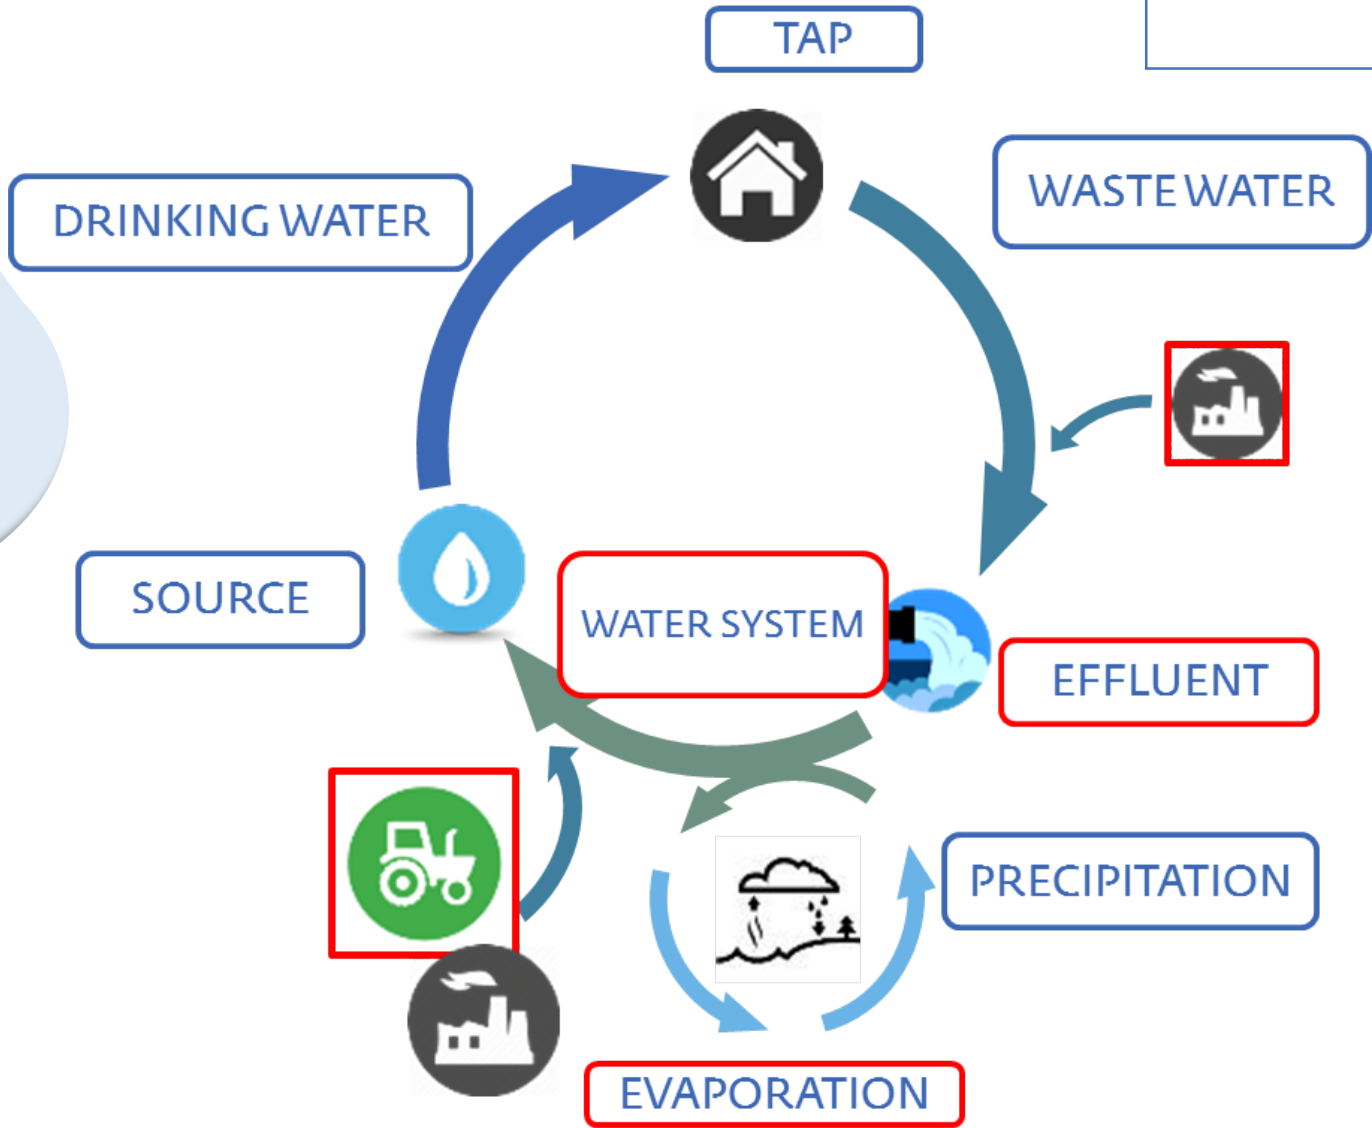 TAP
DRINKING WATER
WASTE WATER
SOURCE
WATER SYSTEM
EFFLUENT
PRECIPITATION
EVAPORATION